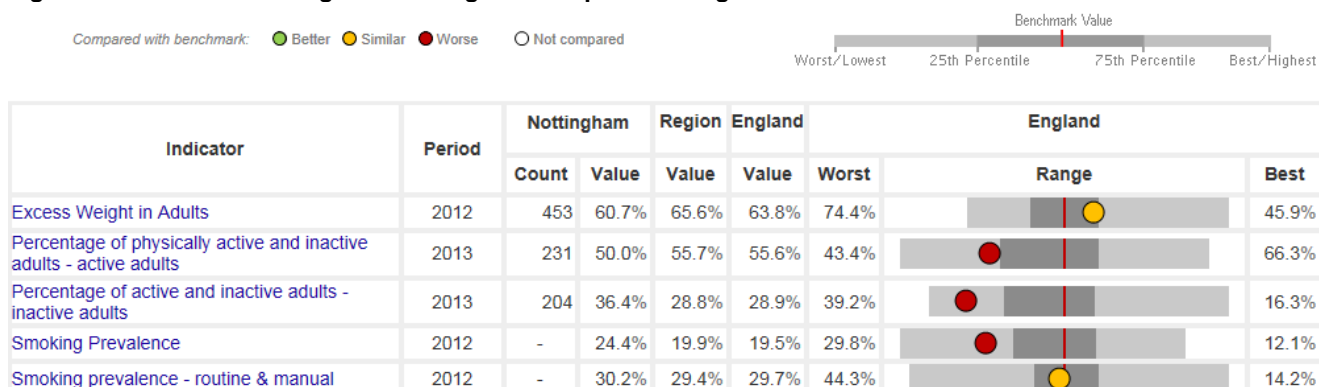 Compared with benchmark: Better Similar Worse Not compared
Benchmark Value
Worst/Lowest 25th Percentile 75th Percentile Best/Highest
Indicator Period Nottingham Region England England
Count Value Value Value Worst Range Best
Excess Weight in Adults 2012 453 60.7% 65.6% 63.8% 74.4% 45.9%
Percentage of physically active and inactive
adults - active adults 2013 231 50.0% 55.7% 55.6% 43.4% 66.3%
Percentage of active and inactive adults -
inactive adults 2013 204 36.4% 28.8% 28.9% 39.2% 16.3%
Smoking Prevalence 2012 - 24.4% 19.9% 19.5% 29.8% 12.1%
Smoking prevalence - routine & manual 2012 - 30.2% 29.4% 29.7% 44.3% 14.2%